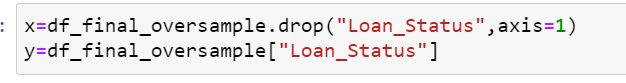 : x=df_final_oversample.drop("Loan_Status",axis=1)
y=df_final_oversample["Loan_Status"]